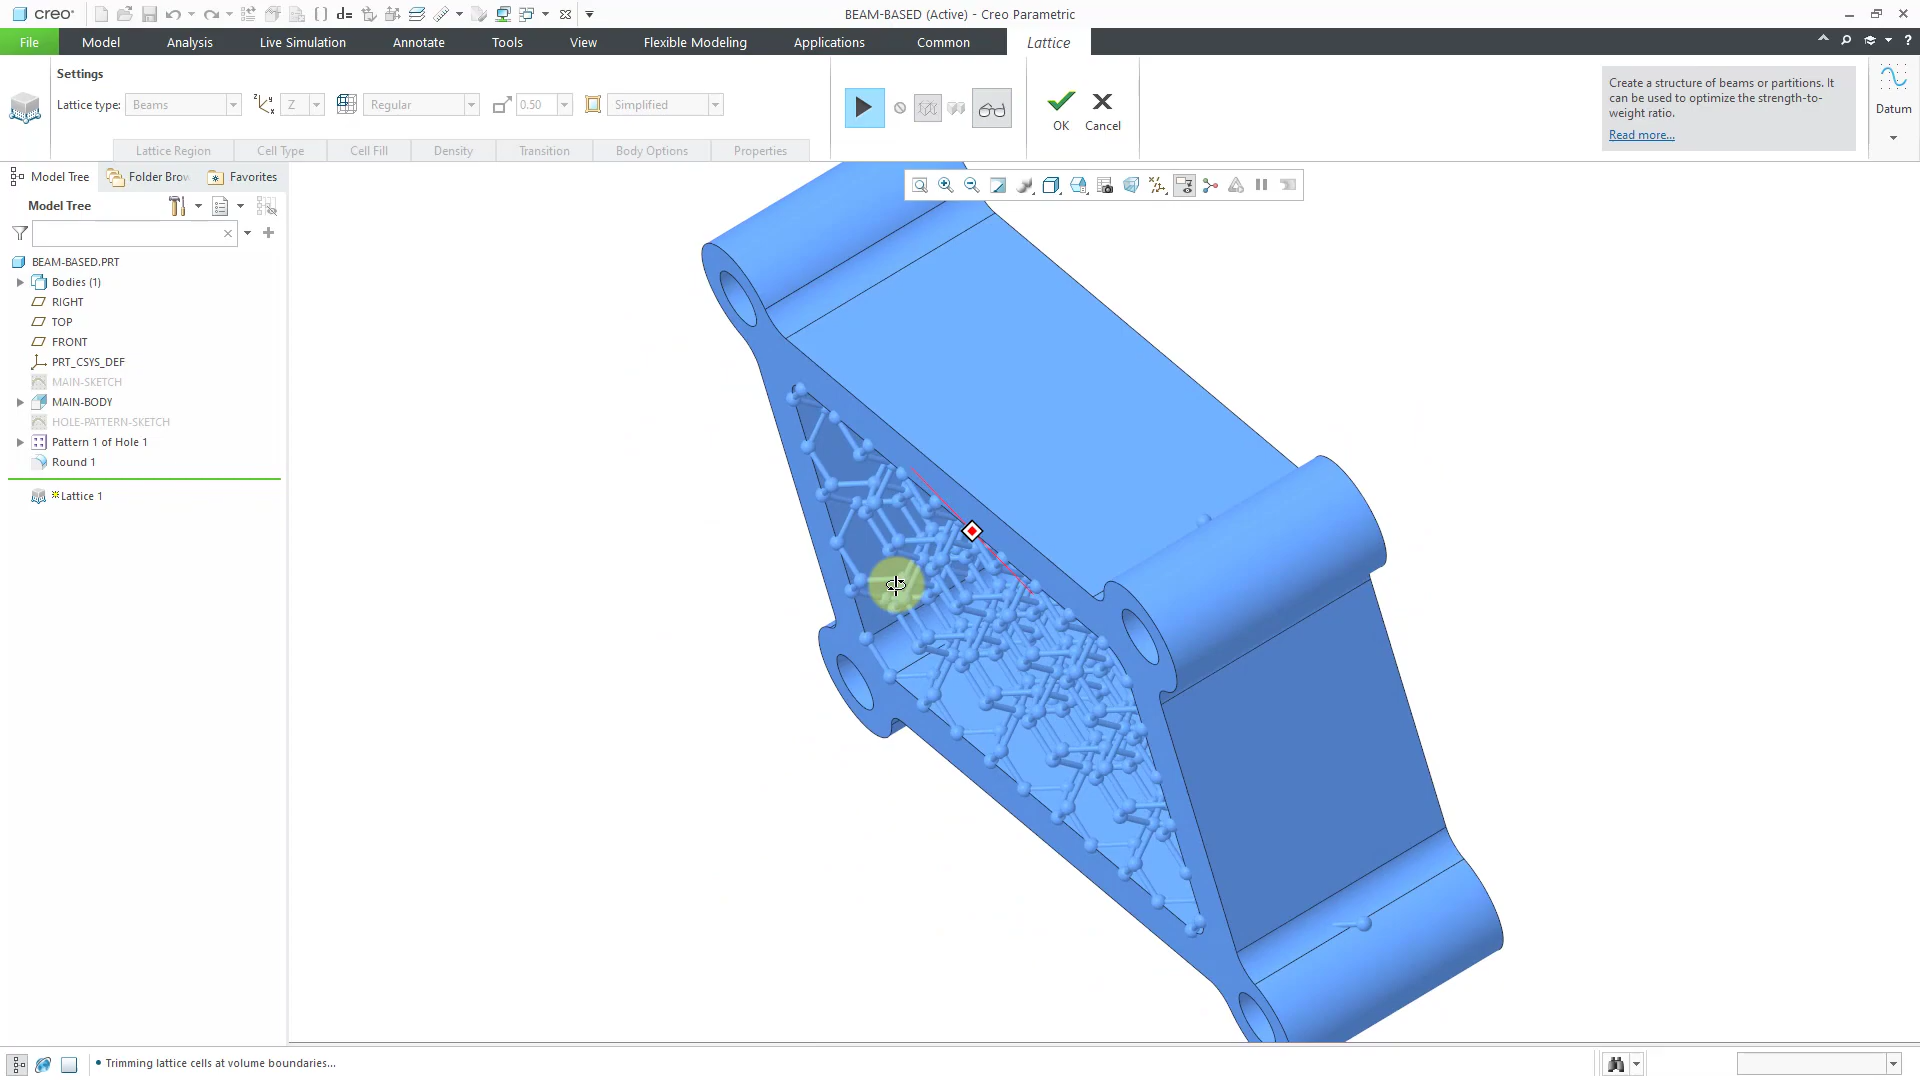 creo°
BEAM-BASED (Active) - Creo Parametric
File Model Analysis Live Simulation Annotate Tools View Flexible Modeling Applications Common Lattice
Settings
Lattice type: Beams Z Regular 0.50 Simplified
OK Cancel
Lattice Region Cell Type Cell Fill Density Transition Body Options Properties
Create a structure of beams or partitions. It
can be used to optimize the strength-to-
weight ratio.
Read more...
Datum
Model Tree Folder Brow Favorites
Model Tree
BEAM-BASED.PRT
Bodies (1)
RIGHT
TOP
FRONT
PRT_CSYS_DEF
MAIN-SKETCH
MAIN-BODY
HOLE-PATTERN-SKETCH
Pattern 1 of Hole 1
Round 1
Lattice 1
Trimming lattice cells at volume boundaries...